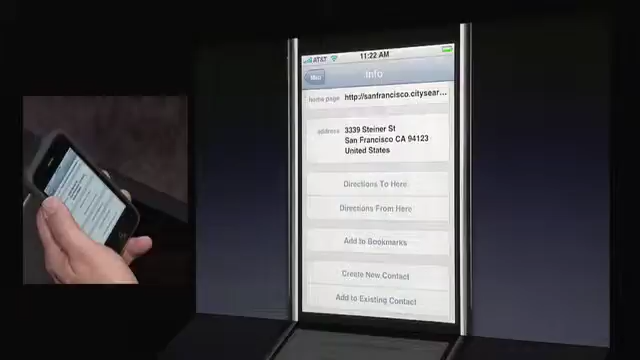 AT&T 11:22 AM
Map Info
home page http://sanfrancisco.citysear...
address 3339 Steiner St
San Francisco CA 94123
United States
Directions To Here
Directions From Here
Add to Bookmarks
Create New Contact
Add to Existing Contact